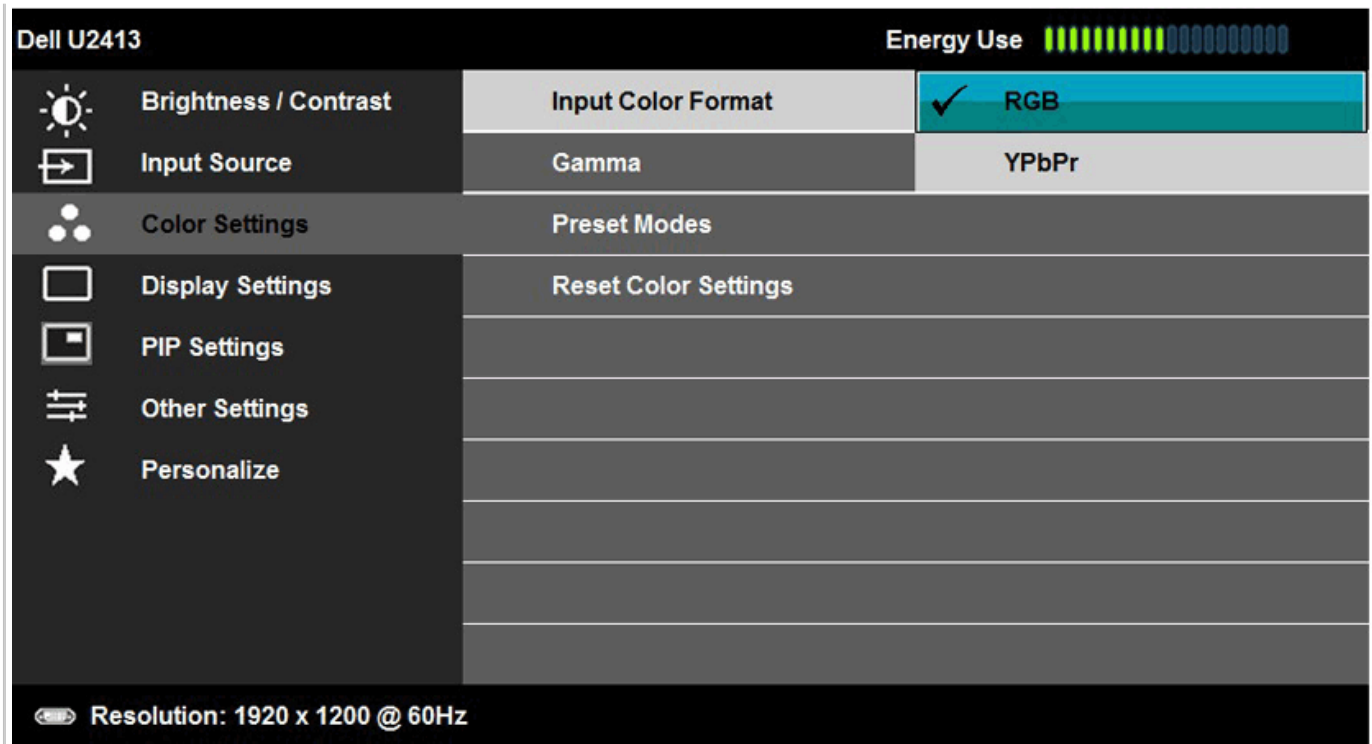 Dell U2413 Energy Use
Brightness / Contrast Input Color Format RGB
Input Source Gamma YPbPr
Color Settings Preset Modes
Display Settings Reset Color Settings
PIP Settings
Other Settings
Personalize
Resolution: 1920 x 1200 @ 60Hz